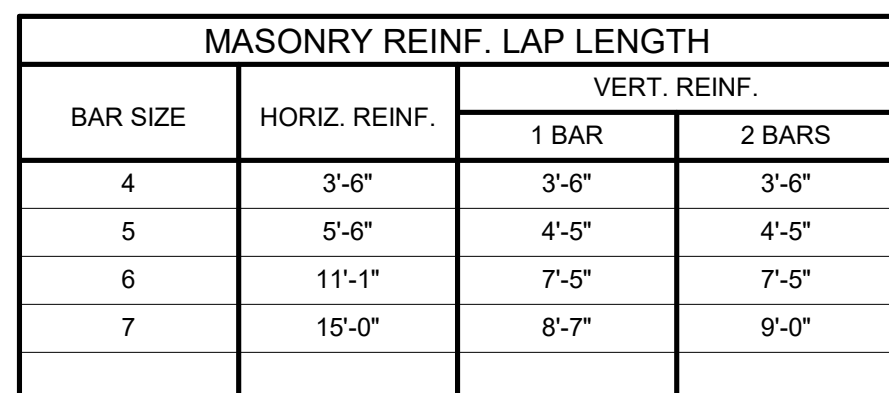 MASONRY REINF. LAP LENGTH
BAR SIZE HORIZ. REINF. VERT. REINF.
1 BAR 2 BARS
4 3'-6" 3'-6" 3'-6"
5 5'-6" 4'-5" 4'-5"
6 11'-1" 7'-5" 7'-5"
7 15'-0" 8'-7" 9'-0"